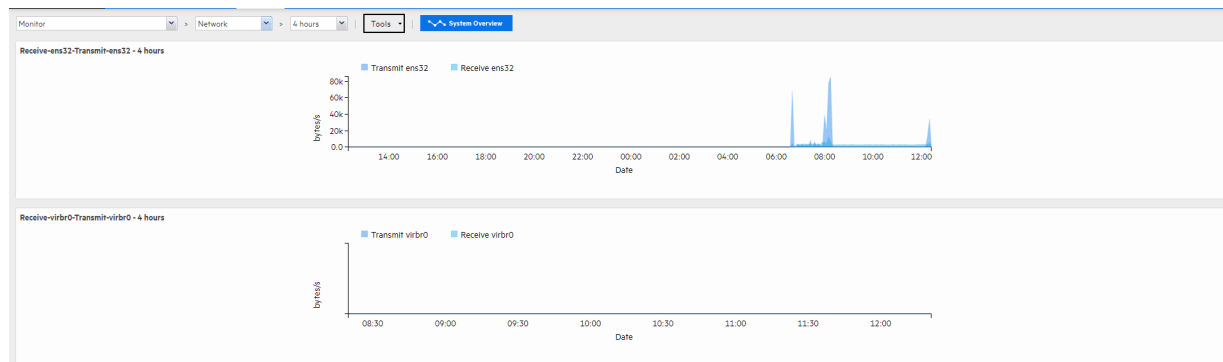 Monitor > Network > 4 hours | Tools | System Overview
Receive-ens32-Transmit-ens32 - 4 hours
Transmit ens32 Receive ens32
80k
60k
40k
20k
0.0
bytes/s
14:00 16:00 18:00 20:00 22:00 00:00 02:00 04:00 06:00 08:00 10:00 12:00
Date
Receive-virbr0-Transmit-virbr0 - 4 hours
Transmit virbr0 Receive virbr0
bytes/s
08:30 09:00 09:30 10:00 10:30 11:00 11:30 12:00
Date